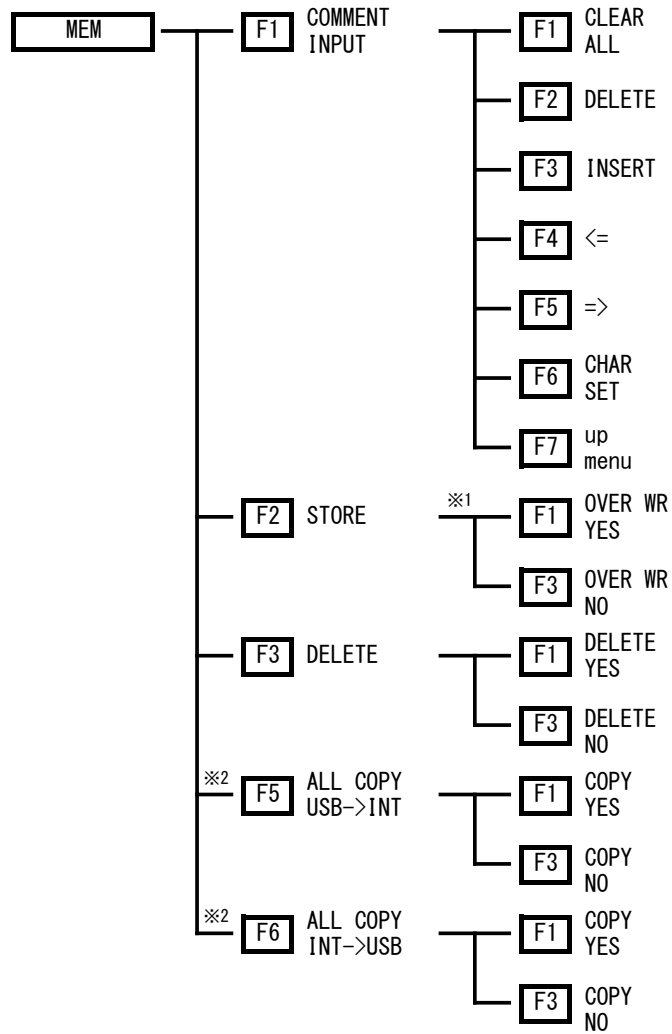 MEM
F1 COMMENT
INPUT
F1 CLEAR
ALL
F2 DELETE
F3 INSERT
F4 <=
F5 =>
F6 CHAR
SET
F7 up
menu
F2 STORE
※1
F1 OVER WR
YES
F3 OVER WR
NO
F3 DELETE
F1 DELETE
YES
F3 DELETE
NO
※2
F5 ALL COPY
USB->INT
F1 COPY
YES
F3 COPY
NO
※2
F6 ALL COPY
INT->USB
F1 COPY
YES
F3 COPY
NO